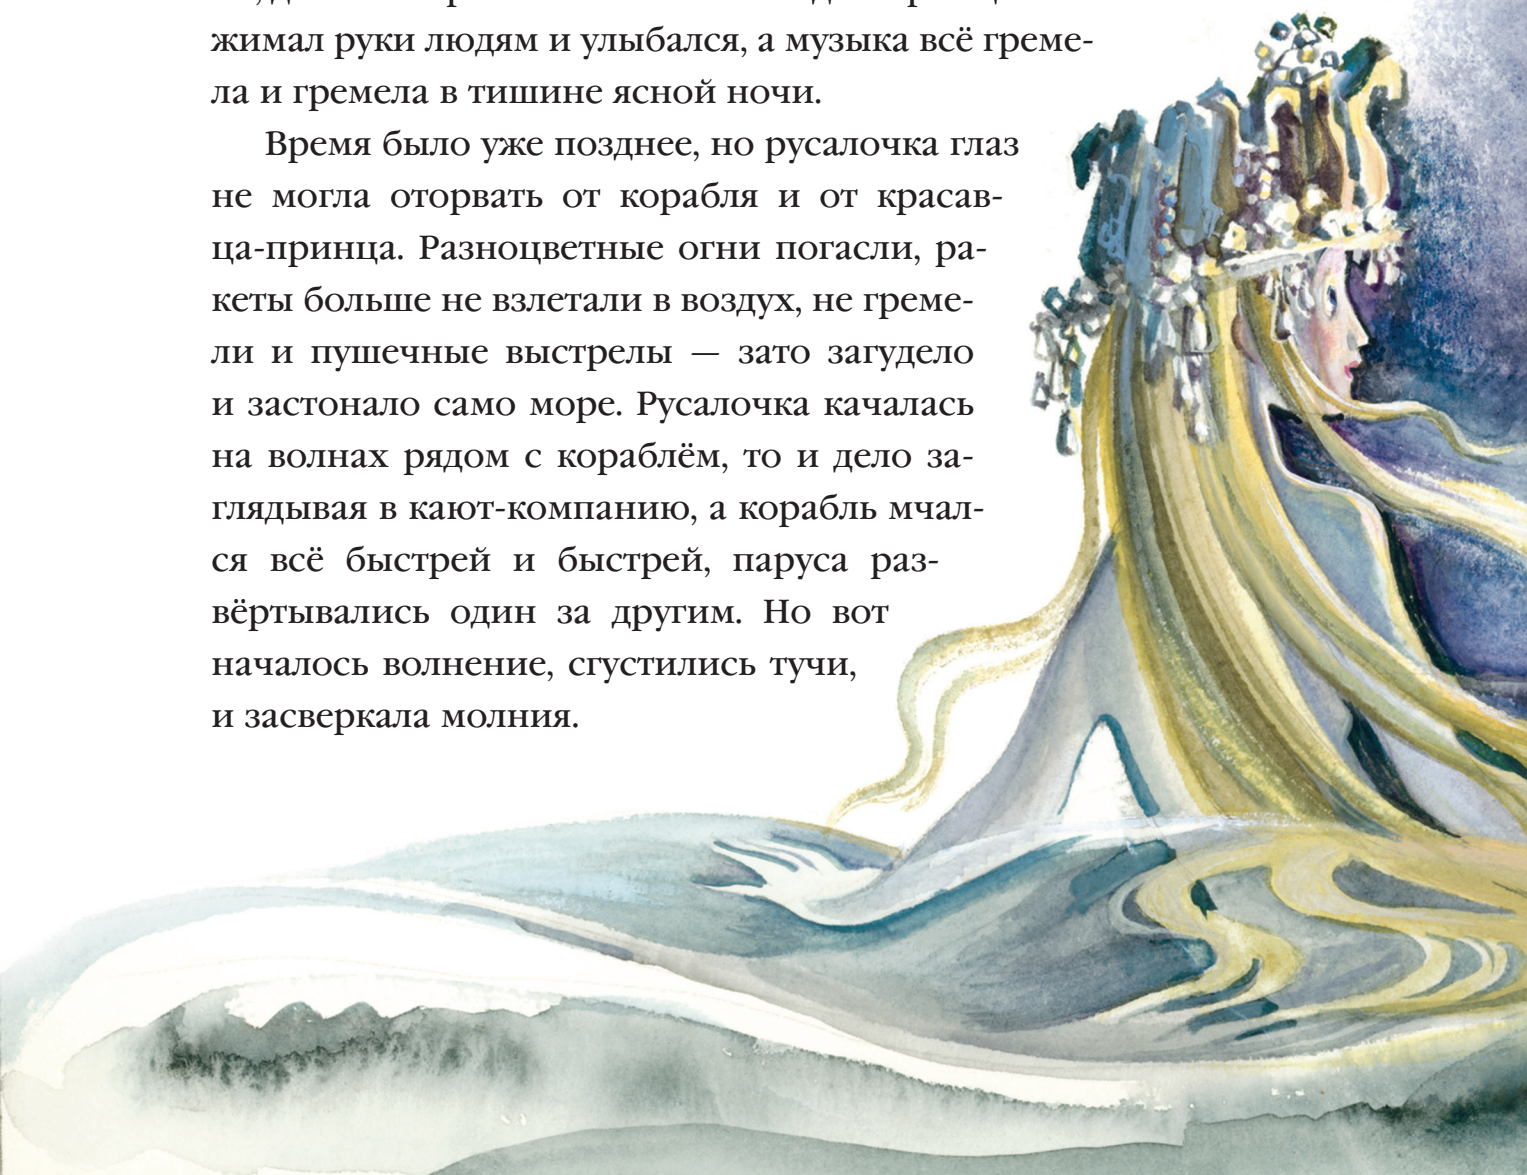 жимал руки людям и улыбался, а музыка всё греме-
ла и гремела в тишине ясной ночи.
Время было уже позднее, но русалочка глаз
не могла оторвать от корабля и от красав-
ца-принца. Разноцветные огни погасли, ра-
кеты больше не взлетали в воздух, не греме-
ли и пушечные выстрелы — зато загудело
и застонало само море. Русалочка качалась
на волнах рядом с кораблём, то и дело за-
глядывая в кают-компанию, а корабль мчал-
ся всё быстрей и быстрей, паруса раз-
вёртывались один за другим. Но вот
началось волнение, сгустились тучи,
и засверкала молния.